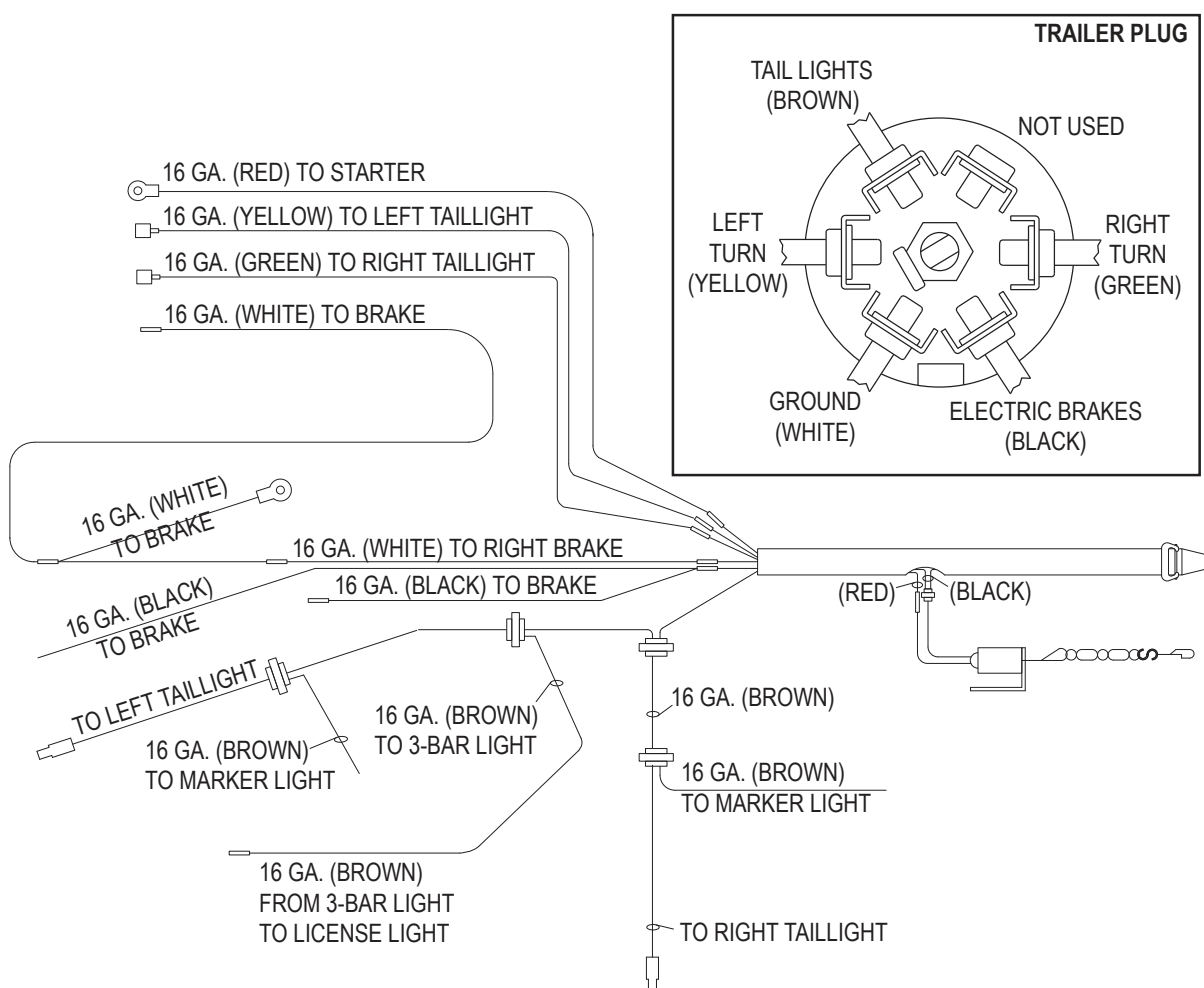 TRAILER PLUG
TAIL LIGHTS
(BROWN)
NOT USED
LEFT
TURN
(YELLOW)
RIGHT
TURN
(GREEN)
GROUND
(WHITE)
ELECTRIC BRAKES
(BLACK)
16 GA. (RED) TO STARTER
16 GA. (YELLOW) TO LEFT TAILLIGHT
16 GA. (GREEN) TO RIGHT TAILLIGHT
16 GA. (WHITE) TO BRAKE
16 GA. (WHITE)
TO BRAKE
16 GA. (WHITE) TO RIGHT BRAKE
16 GA. (BLACK) TO BRAKE
16 GA. (BLACK)
TO BRAKE
(RED)
(BLACK)
TO LEFT TAILLIGHT
16 GA. (BROWN)
TO MARKER LIGHT
16 GA. (BROWN)
TO 3-BAR LIGHT
16 GA. (BROWN)
16 GA. (BROWN)
TO MARKER LIGHT
16 GA. (BROWN)
FROM 3-BAR LIGHT
TO LICENSE LIGHT
TO RIGHT TAILLIGHT